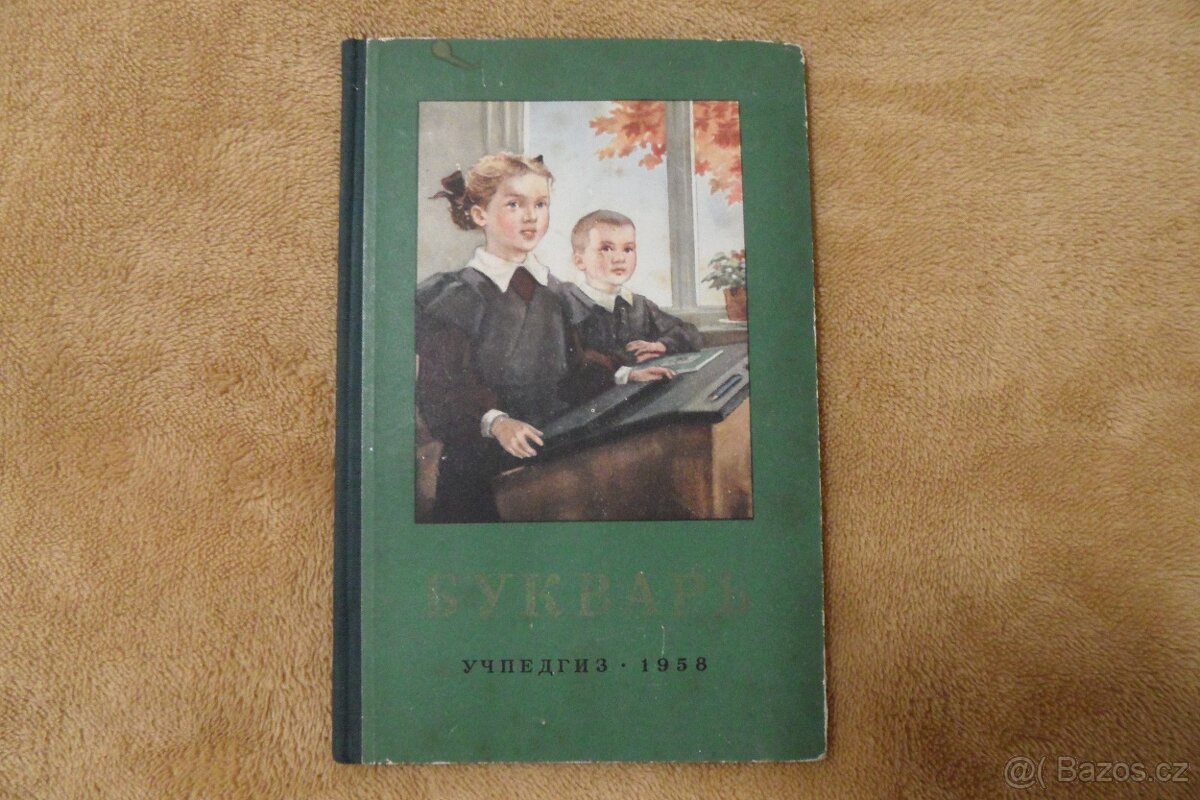 БУКВАРЬ
УЧПЕДГИЗ · 1958
@( Bazos.cz